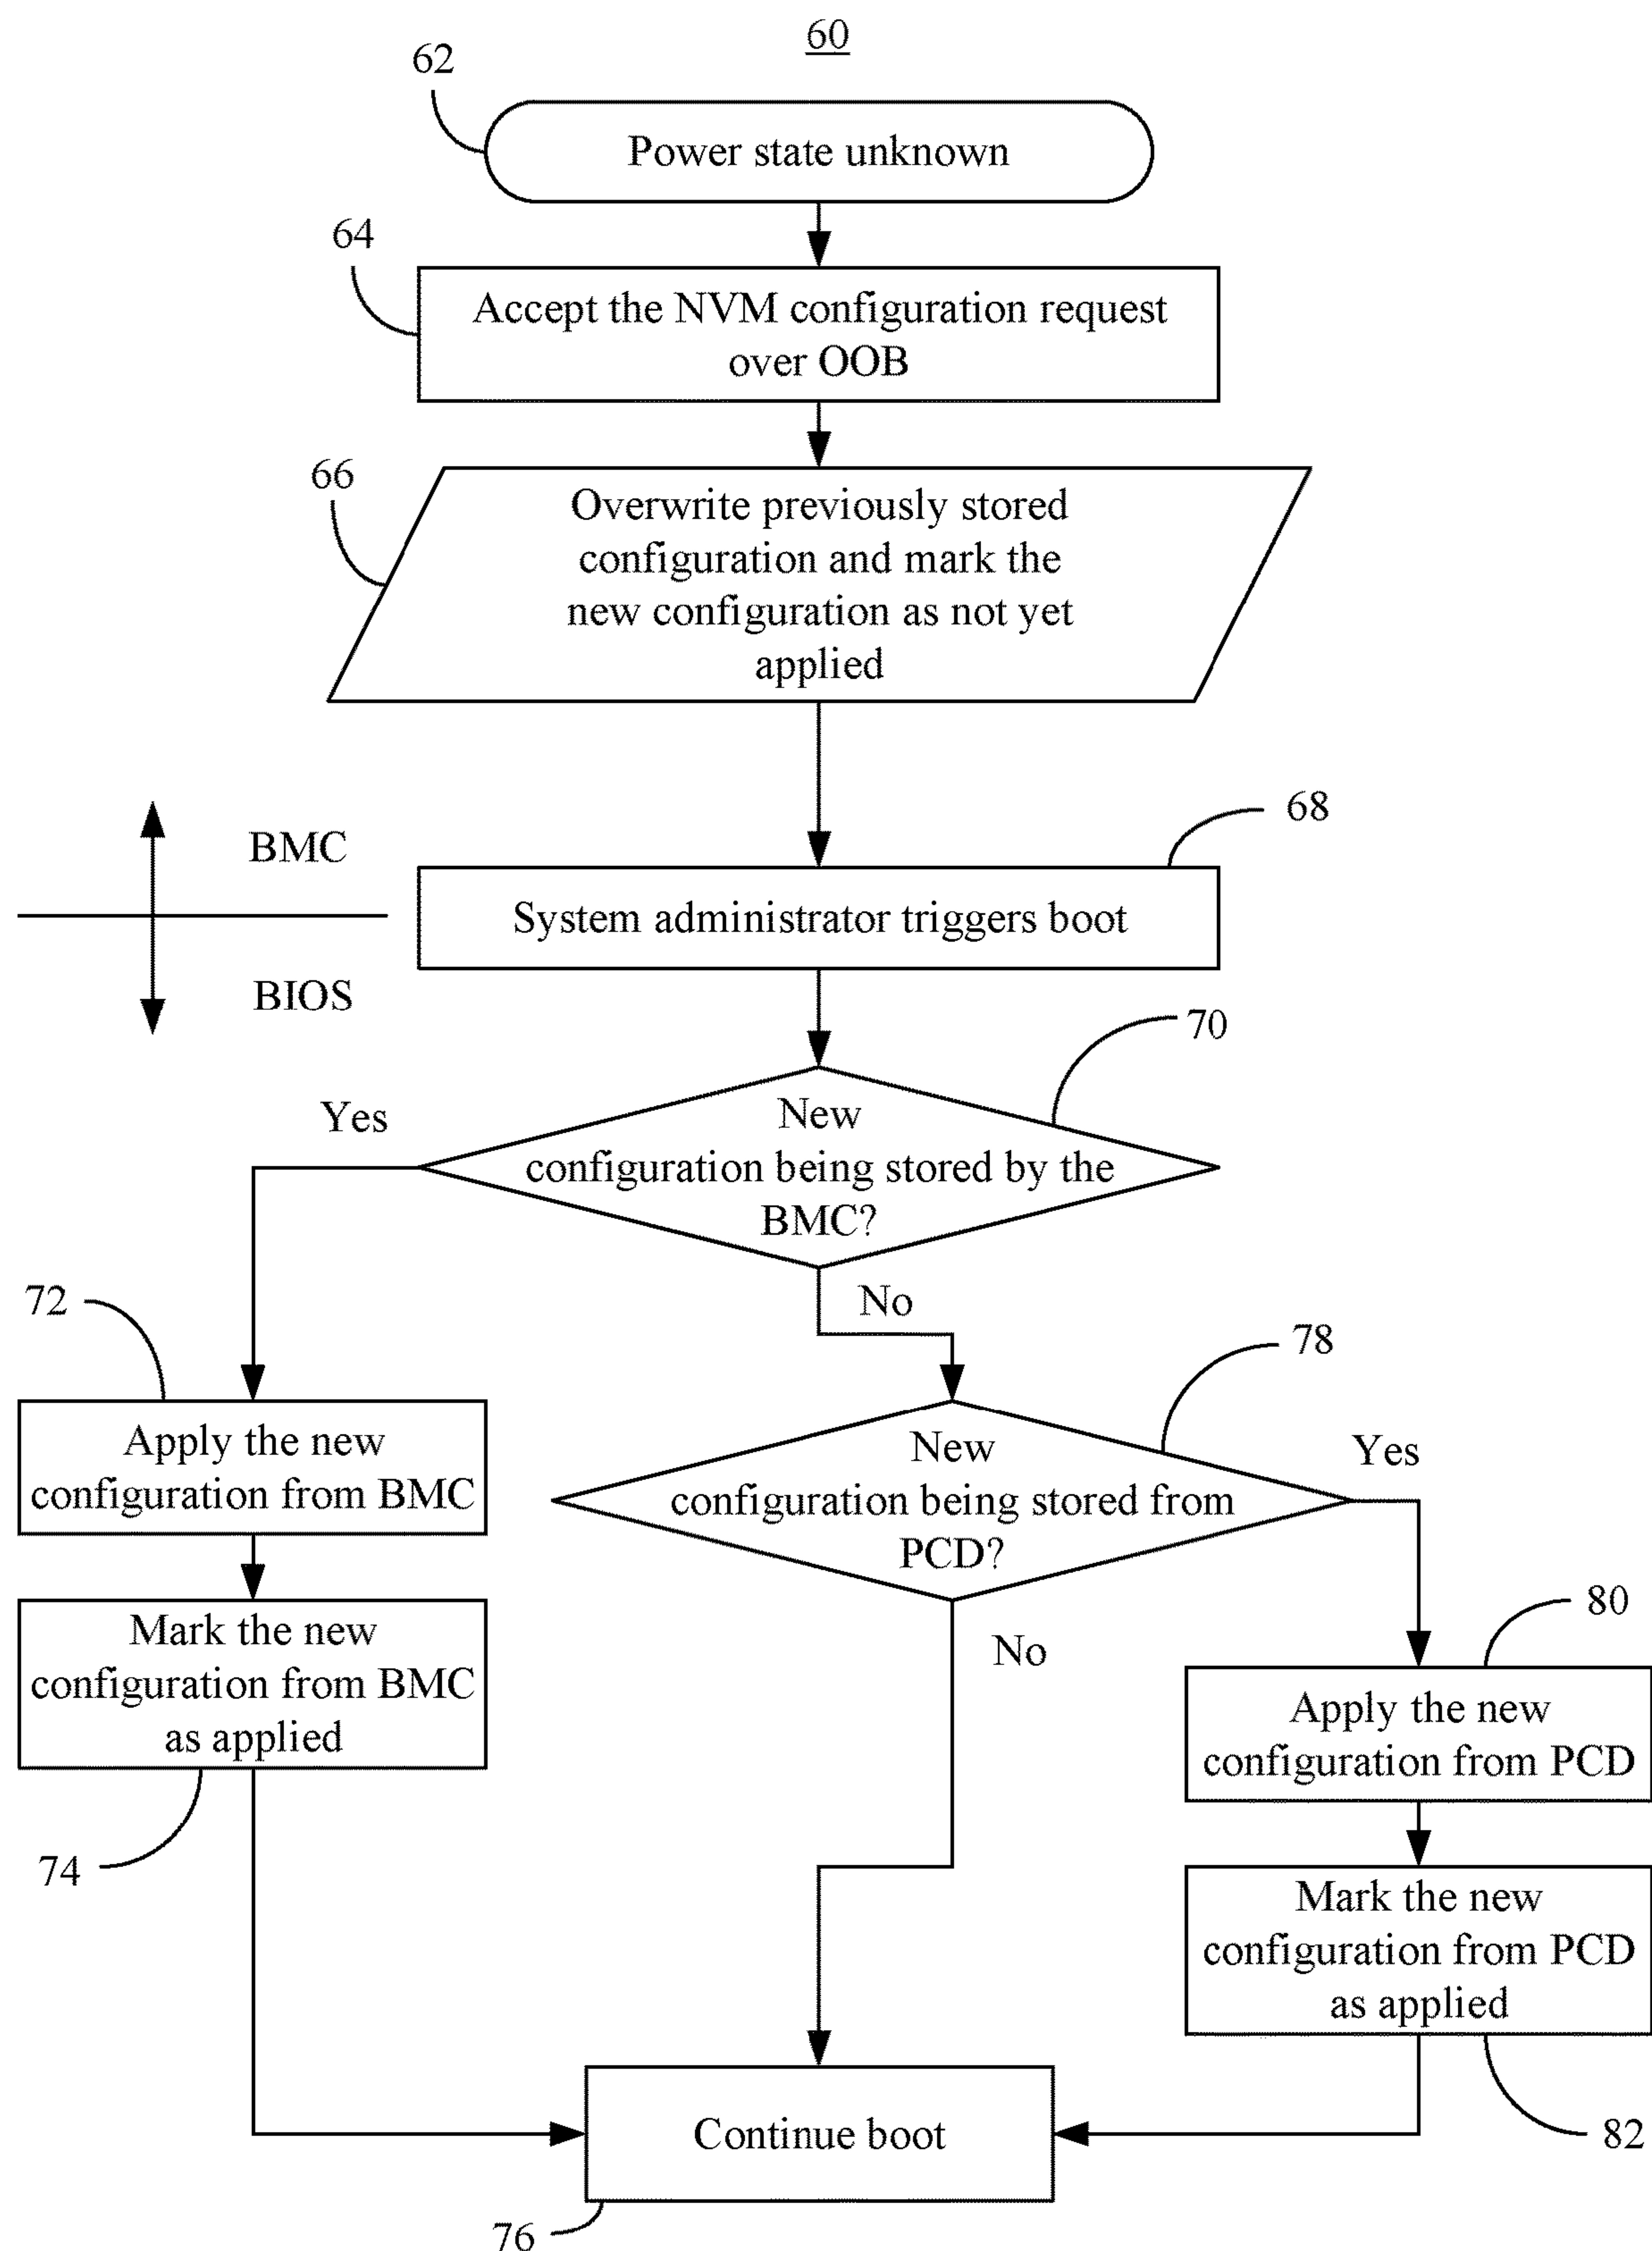 60
62
Power state unknown
64
Accept the NVM configuration request
over OOB
66
Overwrite previously stored
configuration and mark the
new configuration as not yet
applied
68
BMC
System administrator triggers boot
BIOS
70
Yes
New
configuration being stored by the
BMC?
72
No
78
Apply the new
configuration from BMC
New
configuration being stored from
PCD?
Yes
80
Mark the new
configuration from BMC
as applied
No
Apply the new
configuration from PCD
74
Mark the new
configuration from PCD
as applied
Continue boot
82
76